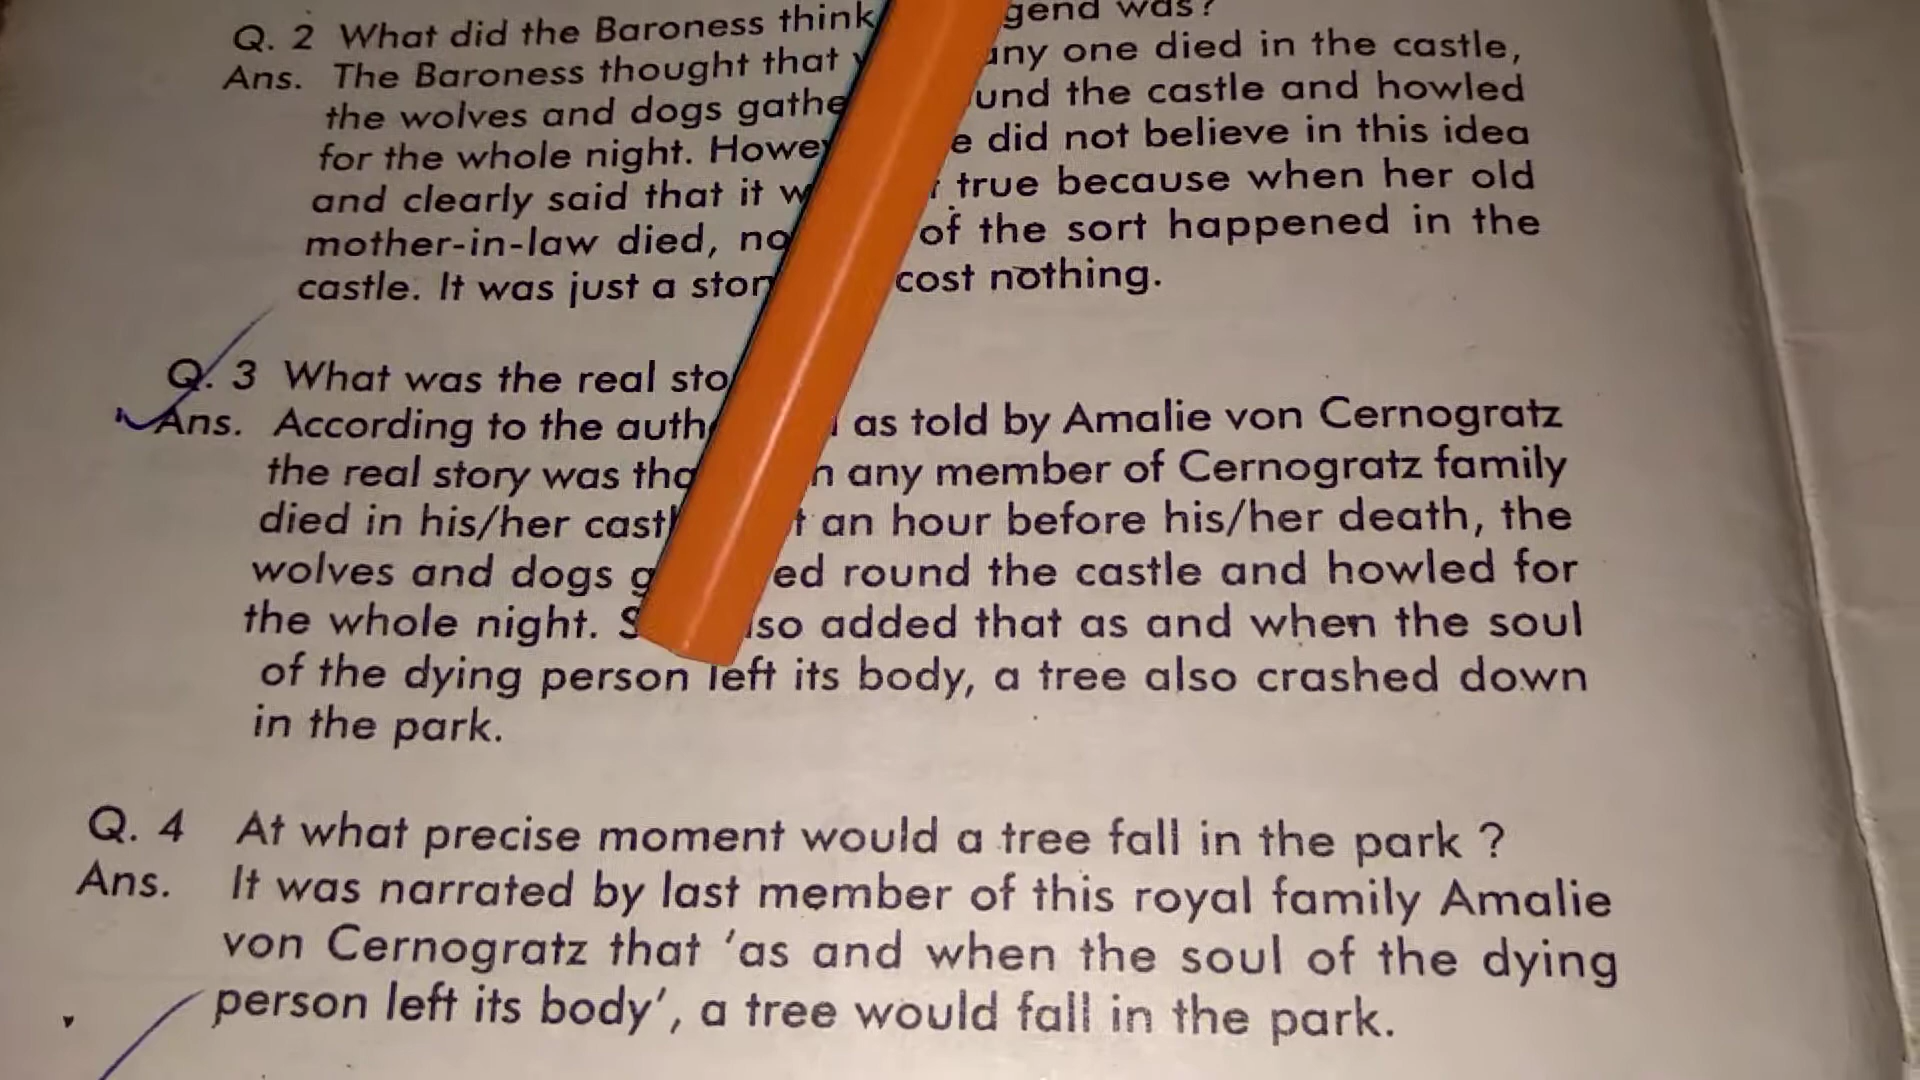 Q. 2 What did the Baroness think gend was?
Ans. The Baroness thought that any one died in the castle,
the wolves and dogs gathe und the castle and howled
for the whole night. Howe e did not believe in this idea
and clearly said that it w true because when her old
mother-in-law died, no of the sort happened in the
castle. It was just a stor cost nothing.
Q. 3 What was the real sto
Ans. According to the auth as told by Amalie von Cernogratz
the real story was tha n any member of Cernogratz family
died in his/her cast t an hour before his/her death, the
wolves and dogs g ed round the castle and howled for
the whole night. S lso added that as and when the soul
of the dying person left its body, a tree also crashed down
in the park.
Q. 4 At what precise moment would a tree fall in the park ?
Ans. It was narrated by last member of this royal family Amalie
von Cernogratz that 'as and when the soul of the dying
person left its body', a tree would fall in the park.